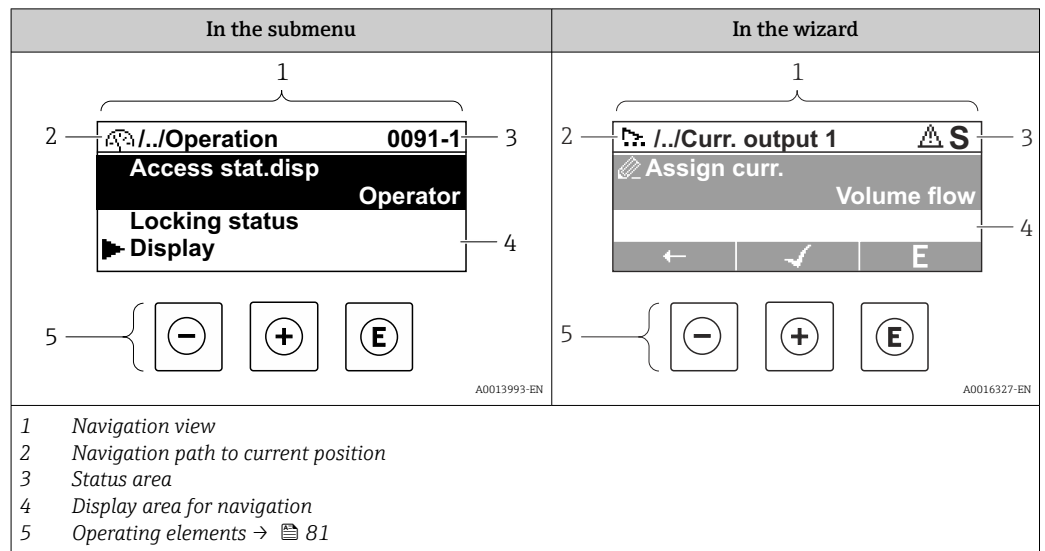 In the submenu
In the wizard
1
2
/../Operation 0091-1
3
Access stat.disp
Operator
Locking status
Display
4
5
- + E
A0013993-EN
1
2
/../Curr. output 1 ⚠ S
3
Assign curr.
Volume flow
4
← ✓ E
5
- + E
A0016327-EN
1 Navigation view
2 Navigation path to current position
3 Status area
4 Display area for navigation
5 Operating elements → 81